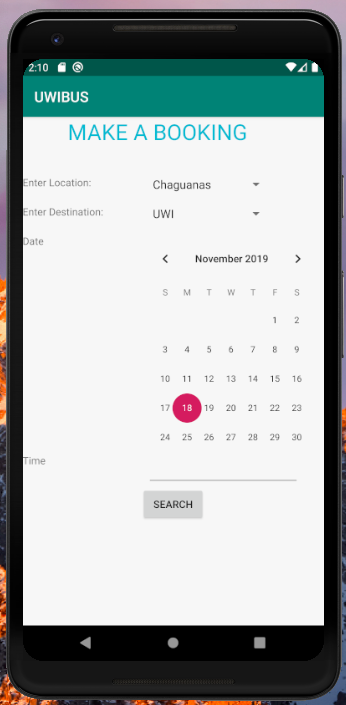 2:10
UWIBUS
MAKE A BOOKING
Enter Location: Chaguanas
Enter Destination: UWI
Date
November 2019
S M T W T F S
1 2
3 4 5 6 7 8 9
10 11 12 13 14 15 16
17 18 19 20 21 22 23
24 25 26 27 28 29 30
Time
SEARCH